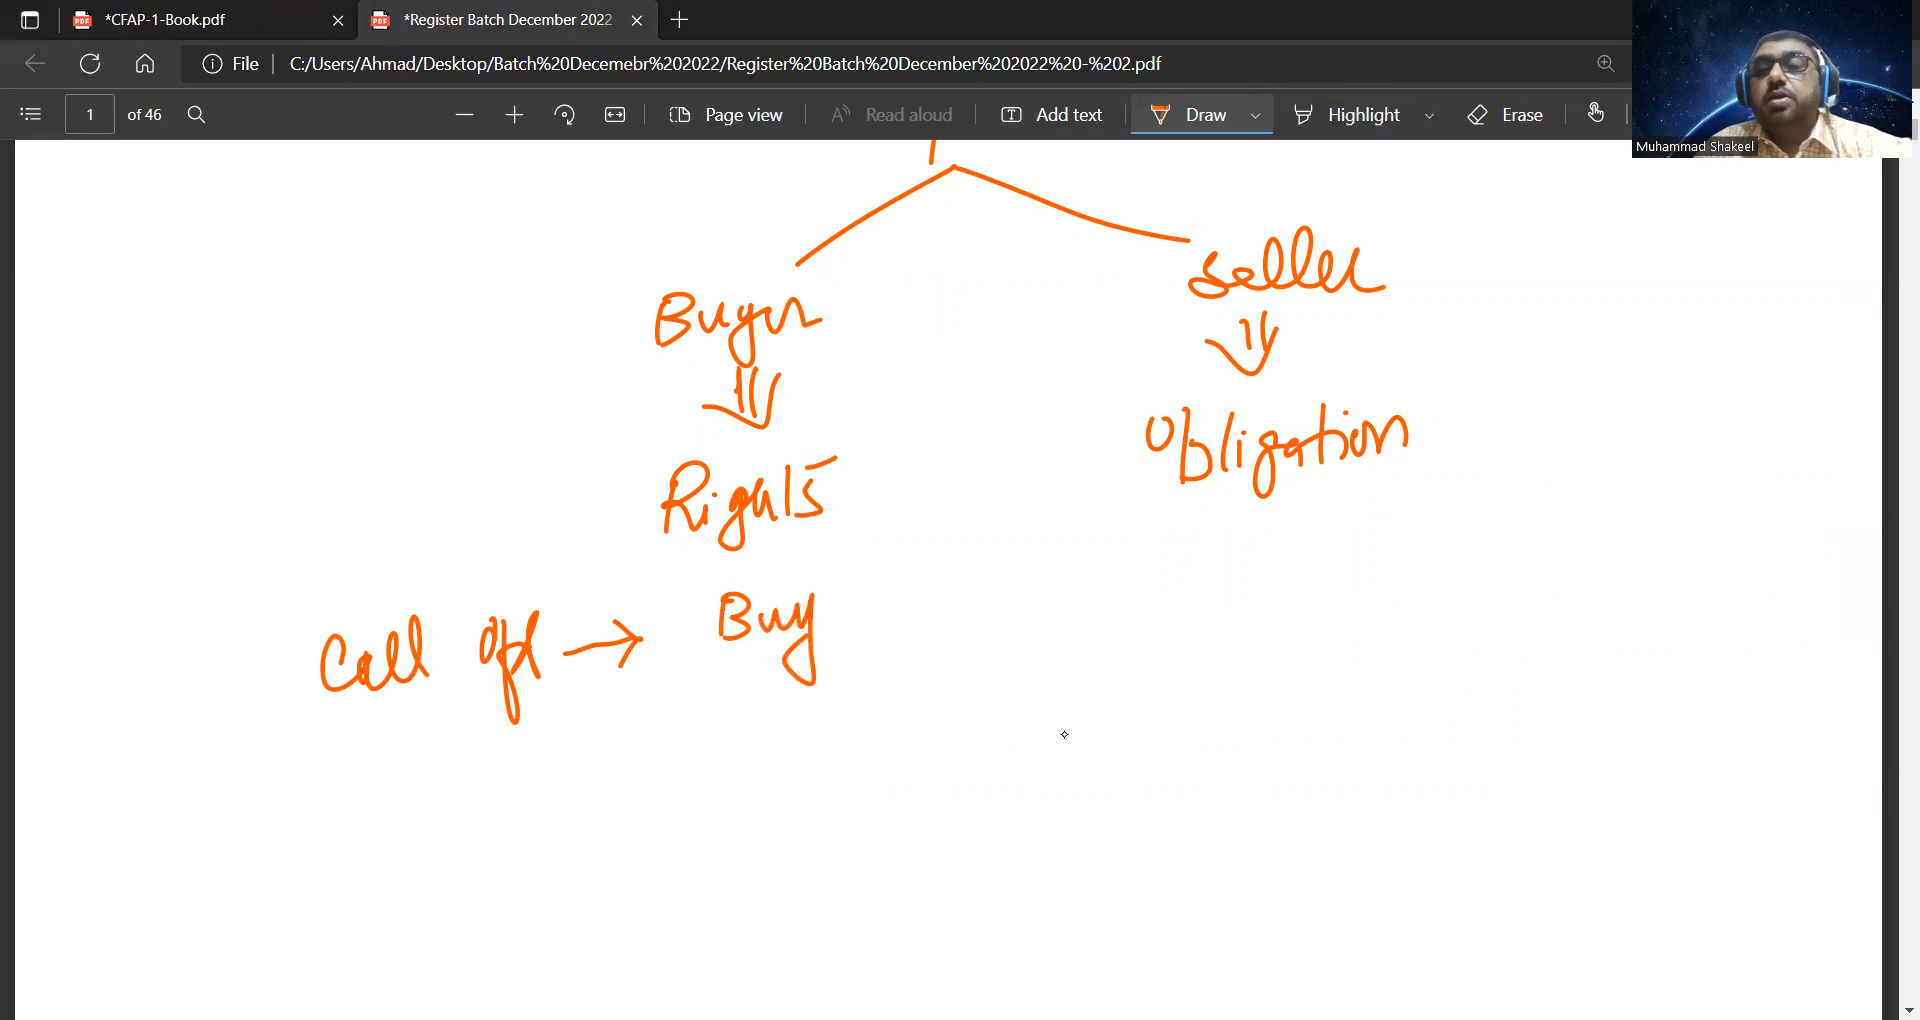 *CFAP-1-Book.pdf
*Register Batch December 2022
File
C:/Users/Ahmad/Desktop/Batch%20Decemebr%202022/Register%20Batch%20December%202022%20-%202.pdf
1 of 46
Page view
Read aloud
Add text
Draw
Highlight
Erase
Muhammad Shakeel
Buyer
Seller
Rights
Obligation
Call opt → Buy